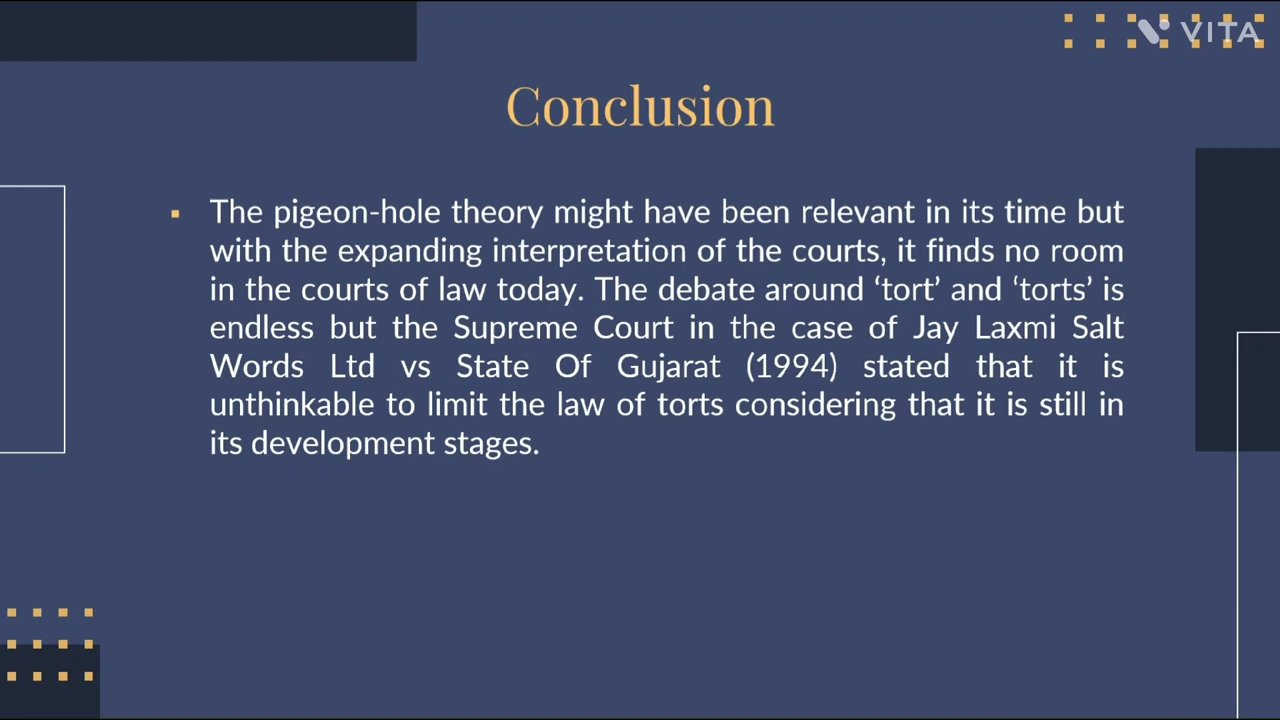 VITA
Conclusion
▪ The pigeon-hole theory might have been relevant in its time but
with the expanding interpretation of the courts, it finds no room
in the courts of law today. The debate around ‘tort’ and ‘torts’ is
endless but the Supreme Court in the case of Jay Laxmi Salt
Words Ltd vs State Of Gujarat (1994) stated that it is
unthinkable to limit the law of torts considering that it is still in
its development stages.